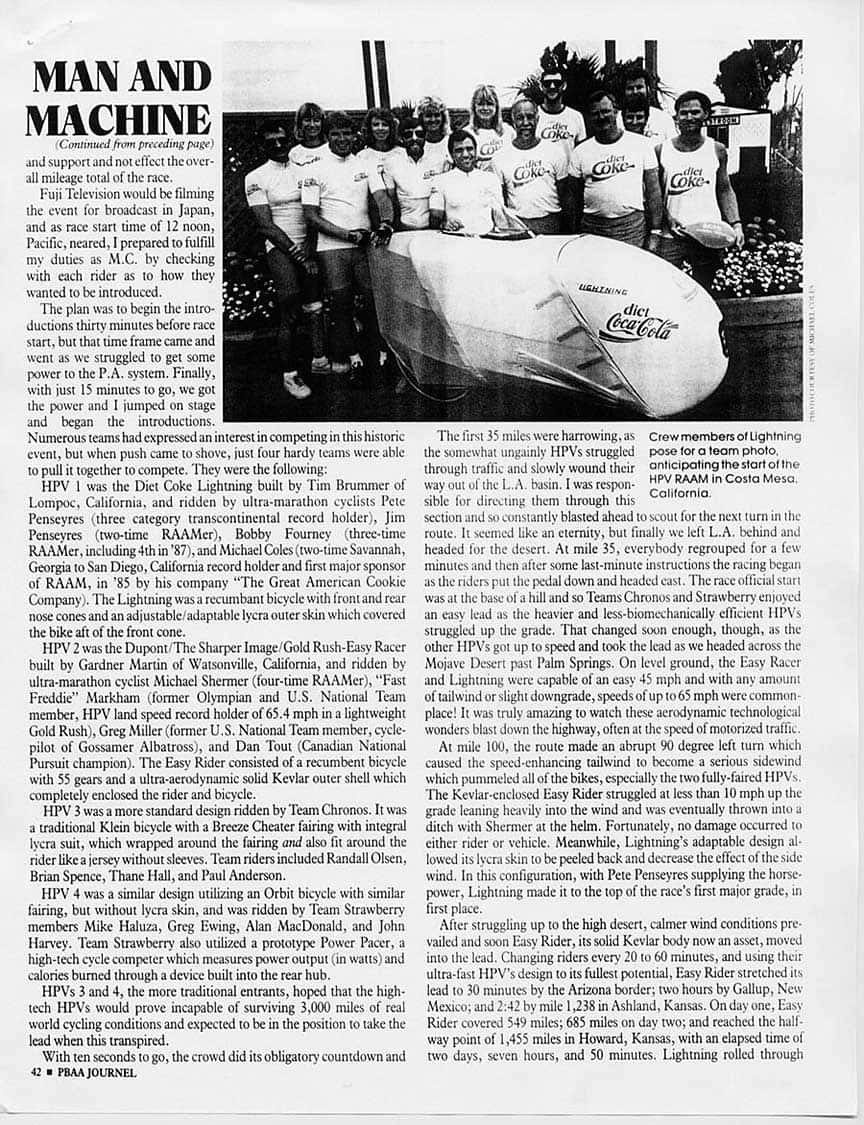 MAN AND
MACHINE
(Continued from preceding page)
and support and not effect the over-
all mileage total of the race.
Fuji Television would be filming
the event for broadcast in Japan,
and as race start time of 12 noon,
Pacific, neared, I prepared to fulfill
my duties as M.C. by checking
with each rider as to how they
wanted to be introduced.
The plan was to begin the intro-
ductions thirty minutes before race
start, but that time frame came and
went as we struggled to get some
power to the P.A. system. Finally,
with just 15 minutes to go, we got
the power and I jumped on stage
and began the introductions.
Numerous teams had expressed an interest in competing in this historic
event, but when push came to shove, just four hardy teams were able
to pull it together to compete. They were the following:
HPV 1 was the Diet Coke Lightning built by Tim Brummer of
Lompoc, California, and ridden by ultra-marathon cyclists Pete
Penseyres (three category transcontinental record holder), Jim
Penseyres (two-time RAAMer), Bobby Fourney (three-time
RAAMer, including 4th in '87), and Michael Coles (two-time Savannah,
Georgia to San Diego, California record holder and first major sponsor
of RAAM, in '85 by his company "The Great American Cookie
Company). The Lightning was a recumbant bicycle with front and rear
nose cones and an adjustable/adaptable lycra outer skin which covered
the bike aft of the front cone.
HPV 2 was the Dupont/The Sharper Image/Gold Rush-Easy Racer
built by Gardner Martin of Watsonville, California, and ridden by
ultra-marathon cyclist Michael Shermer (four-time RAAMer), "Fast
Freddie" Markham (former Olympian and U.S. National Team
member, HPV land speed record holder of 65.4 mph in a lightweight
Gold Rush), Greg Miller (former U.S. National Team member, cycle-
pilot of Gossamer Albatross), and Dan Tout (Canadian National
Pursuit champion). The Easy Rider consisted of a recumbent bicycle
with 55 gears and a ultra-aerodynamic solid Kevlar outer shell which
completely enclosed the rider and bicycle.
HPV 3 was a more standard design ridden by Team Chronos. It was
a traditional Klein bicycle with a Breeze Cheater fairing with integral
lycra suit, which wrapped around the fairing and also fit around the
rider like a jersey without sleeves. Team riders included Randall Olsen,
Brian Spence, Thane Hall, and Paul Anderson.
HPV 4 was a similar design utilizing an Orbit bicycle with similar
fairing, but without lycra skin, and was ridden by Team Strawberry
members Mike Haluza, Greg Ewing, Alan MacDonald, and John
Harvey. Team Strawberry also utilized a prototype Power Pacer, a
high-tech cycle competer which measures power output (in watts) and
calories burned through a device built into the rear hub.
HPVs 3 and 4, the more traditional entrants, hoped that the high-
tech HPVs would prove incapable of surviving 3,000 miles of real
world cycling conditions and expected to be in the position to take the
lead when this transpired.
With ten seconds to go, the crowd did its obligatory countdown and
42 ■ PBAA JOURNEL
diet
Coke
diet
Coke
diet
Coke
diet
Coke
diet
Coke
LIGHTNING
diet
Coca-Cola
PHOTO COURTESY OF MICHAEL COLES
Crew members of Lightning
pose for a team photo,
anticipating the start of the
HPV RAAM in Costa Mesa,
California.
The first 35 miles were harrowing, as
the somewhat ungainly HPVs struggled
through traffic and slowly wound their
way out of the L.A. basin. I was respon-
sible for directing them through this
section and so constantly blasted ahead to scout for the next turn in the
route. It seemed like an eternity, but finally we left L.A. behind and
headed for the desert. At mile 35, everybody regrouped for a few
minutes and then after some last-minute instructions the racing began
as the riders put the pedal down and headed east. The race official start
was at the base of a hill and so Teams Chronos and Strawberry enjoyed
an easy lead as the heavier and less-biomechanically efficient HPVs
struggled up the grade. That changed soon enough, though, as the
other HPVs got up to speed and took the lead as we headed across the
Mojave Desert past Palm Springs. On level ground, the Easy Racer
and Lightning were capable of an easy 45 mph and with any amount
of tailwind or slight downgrade, speeds of up to 65 mph were common-
place! It was truly amazing to watch these aerodynamic technological
wonders blast down the highway, often at the speed of motorized traffic.
At mile 100, the route made an abrupt 90 degree left turn which
caused the speed-enhancing tailwind to become a serious sidewind
which pummeled all of the bikes, especially the two fully-faired HPVs.
The Kevlar-enclosed Easy Rider struggled at less than 10 mph up the
grade leaning heavily into the wind and was eventually thrown into a
ditch with Shermer at the helm. Fortunately, no damage occurred to
either rider or vehicle. Meanwhile, Lightning's adaptable design al-
lowed its lycra skin to be peeled back and decrease the effect of the side
wind. In this configuration, with Pete Penseyres supplying the horse-
power, Lightning made it to the top of the race's first major grade, in
first place.
After struggling up to the high desert, calmer wind conditions pre-
vailed and soon Easy Rider, its solid Kevlar body now an asset, moved
into the lead. Changing riders every 20 to 60 minutes, and using their
ultra-fast HPV's design to its fullest potential, Easy Rider stretched its
lead to 30 minutes by the Arizona border; two hours by Gallup, New
Mexico; and 2:42 by mile 1,238 in Ashland, Kansas. On day one, Easy
Rider covered 549 miles; 685 miles on day two; and reached the half-
way point of 1,455 miles in Howard, Kansas, with an elapsed time of
two days, seven hours, and 50 minutes. Lightning rolled through